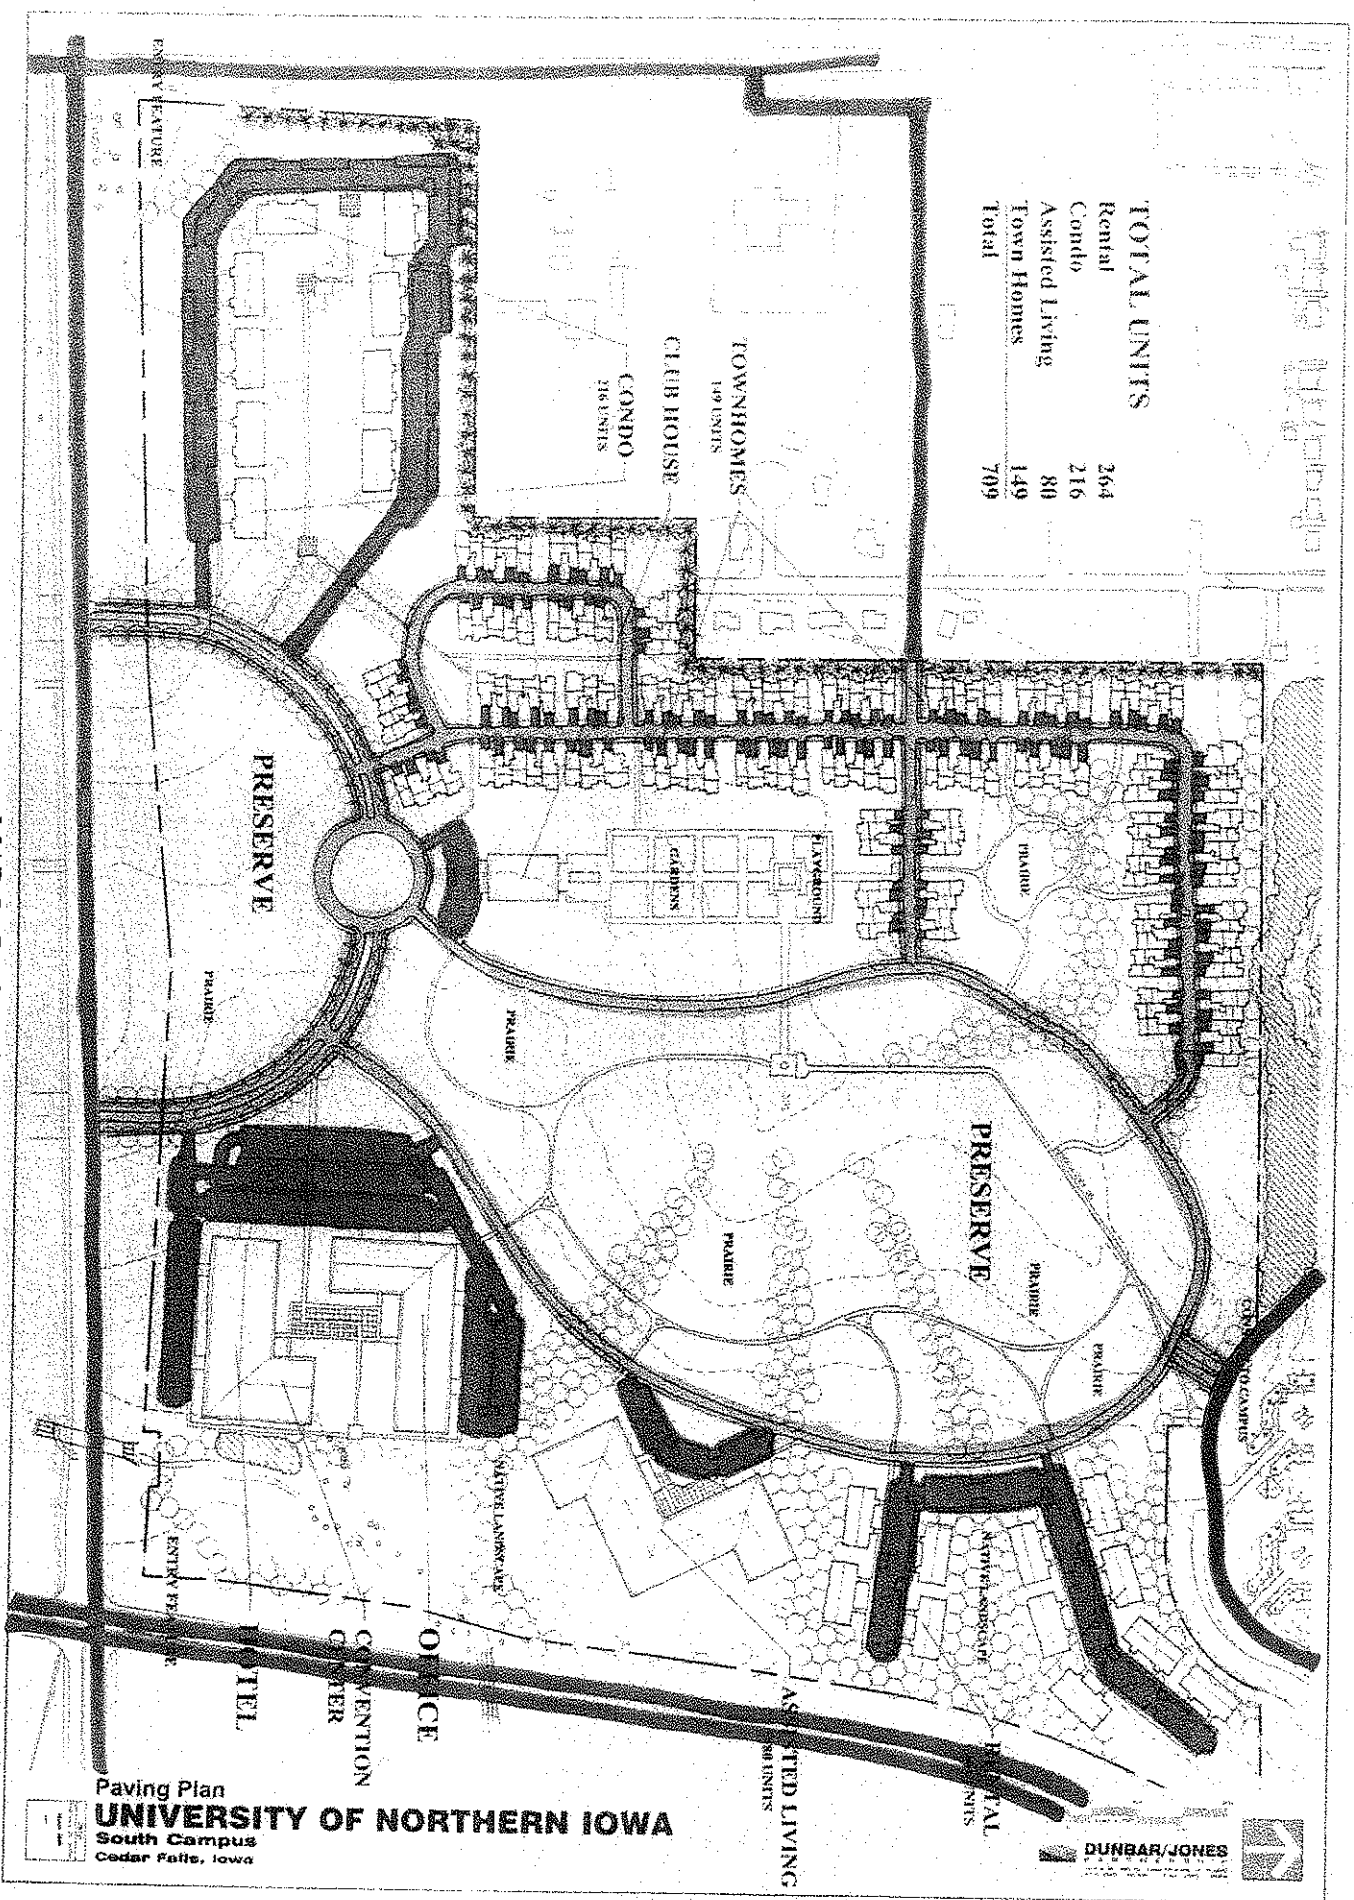 TOTAL UNITS
Rental 264
Condo 216
Assisted Living 80
Town Homes 149
Total 709
TOWNHOMES
149 UNITS
CLUB HOUSE
CONDO
216 UNITS
ENTRY FEATURE
PRESERVE
PRAIRIE
PLAYGROUND
GARDENS
PRAIRIE
PRAIRIE
PRESERVE
PRAIRIE
PRAIRIE
PRAIRIE
TO CAMPUS
NATIVE LANDSCAPE
NATIVE LANDSCAPE
ENTRY FEATURE
HOTEL
CONVENTION
CENTER
OFFICE
ASSISTED LIVING
80 UNITS
RENTAL
UNITS
Paving Plan
UNIVERSITY OF NORTHERN IOWA
South Campus
Cedar Falls, Iowa
DUNBAR/JONES